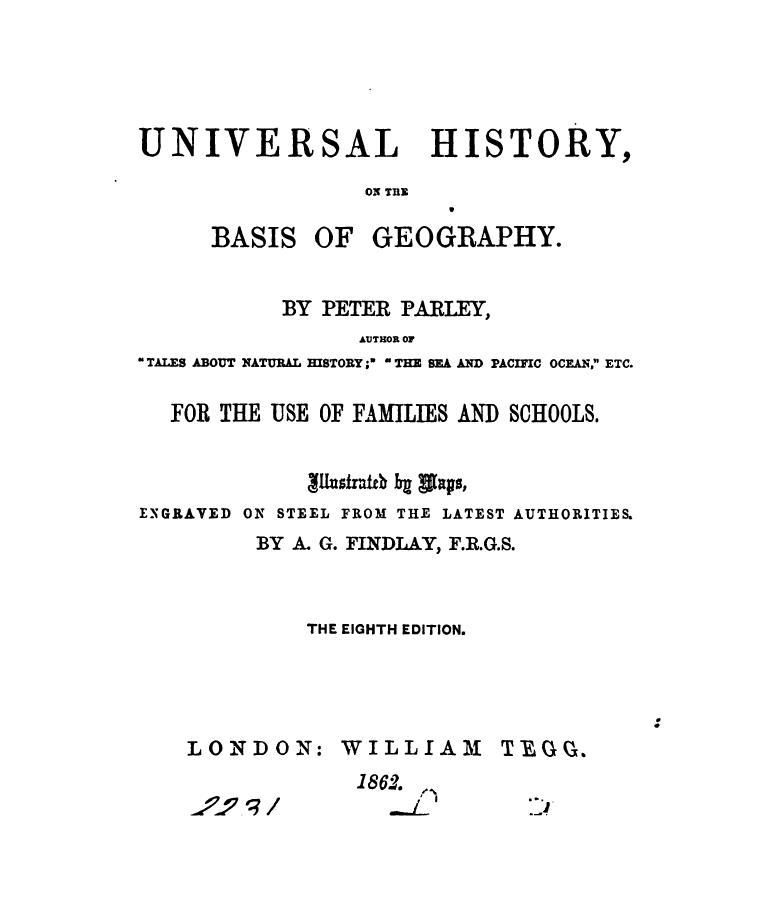 UNIVERSAL HISTORY,
ON THE
BASIS OF GEOGRAPHY.
BY PETER PARLEY,
AUTHOR OF
"TALES ABOUT NATURAL HISTORY;" "THE SEA AND PACIFIC OCEAN," ETC.
FOR THE USE OF FAMILIES AND SCHOOLS.
Illustrated by Maps,
ENGRAVED ON STEEL FROM THE LATEST AUTHORITIES.
BY A. G. FINDLAY, F.R.G.S.
THE EIGHTH EDITION.
LONDON: WILLIAM TEGG.
1862.
2231